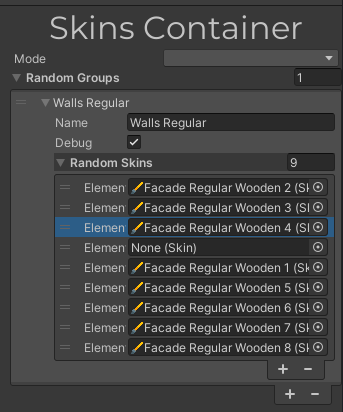 Skins Container
Mode
Random Groups 1
Walls Regular
Name Walls Regular
Debug
Random Skins 9
Elemen Facade Regular Wooden 2 (Sk
Elemen Facade Regular Wooden 3 (Sk
Elemen Facade Regular Wooden 4 (Sk
Elemen None (Skin)
Elemen Facade Regular Wooden 1 (Sk
Elemen Facade Regular Wooden 5 (Sk
Elemen Facade Regular Wooden 6 (Sk
Elemen Facade Regular Wooden 7 (Sk
Elemen Facade Regular Wooden 8 (Sk
+ −
+ −